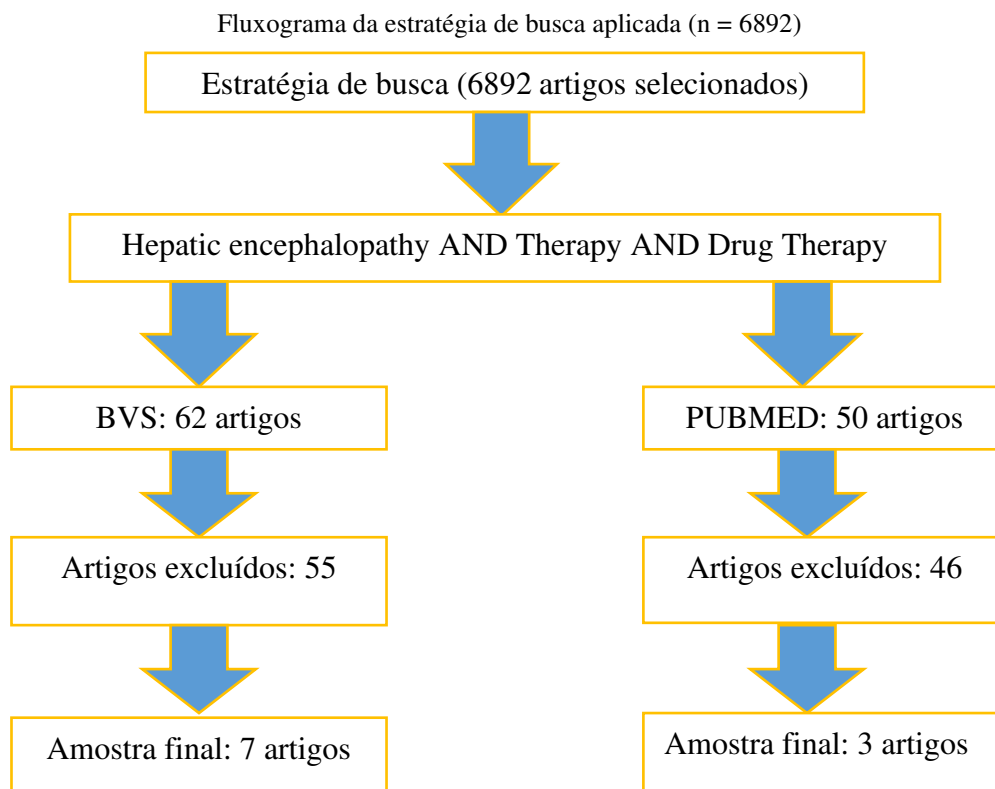 Fluxograma da estratégia de busca aplicada (n = 6892)
Estratégia de busca (6892 artigos selecionados)
Hepatic encephalopathy AND Therapy AND Drug Therapy
BVS: 62 artigos
PUBMED: 50 artigos
Artigos excluídos: 55
Artigos excluídos: 46
Amostra final: 7 artigos
Amostra final: 3 artigos